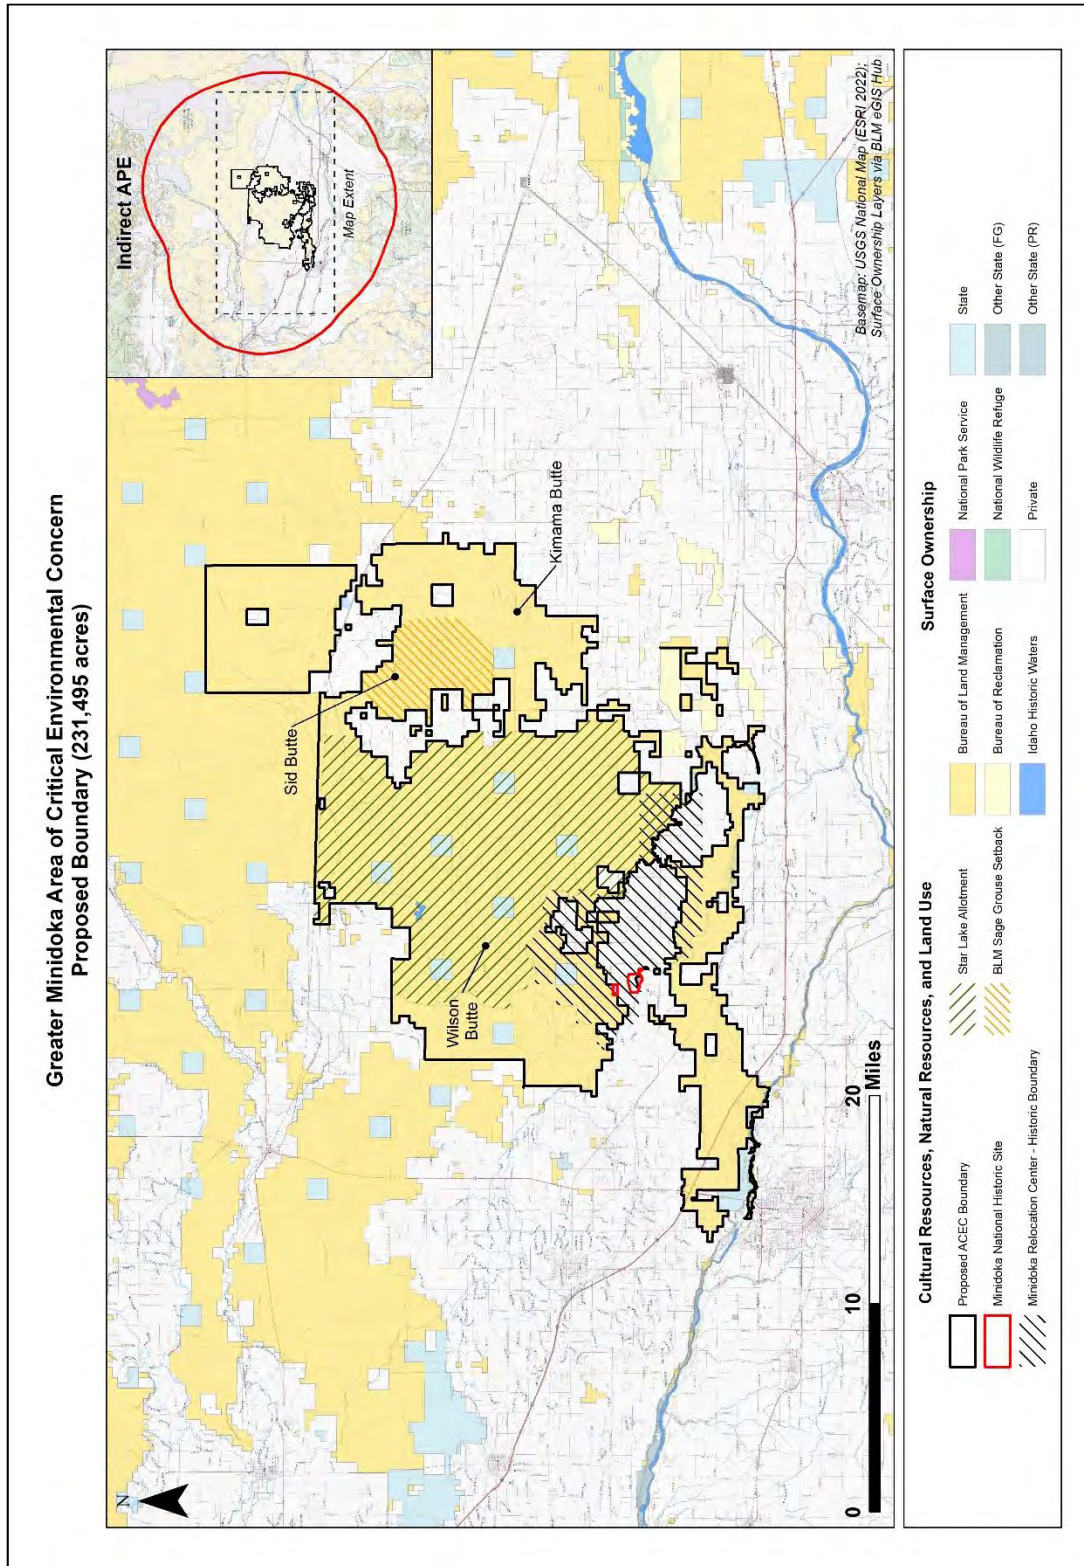 Greater Minidoka Area of Critical Environmental Concern
Proposed Boundary (231,495 acres)
N
Indirect APE
Map Extent
Sid Butte
Kimama Butte
Wilson
Butte
0
10
20
Miles
Basemap: USGS National Map (ESRI 2022);
Surface Ownership Layers via BLM eGIS Hub
Cultural Resources, Natural Resources, and Land Use
Proposed ACEC Boundary
Minidoka National Historic Site
Minidoka Relocation Center - Historic Boundary
Star Lake Allotment
BLM Sage Grouse Setback
Surface Ownership
Bureau of Land Management
Bureau of Reclamation
Idaho Historic Waters
National Park Service
National Wildlife Refuge
Private
State
Other State (FG)
Other State (PR)